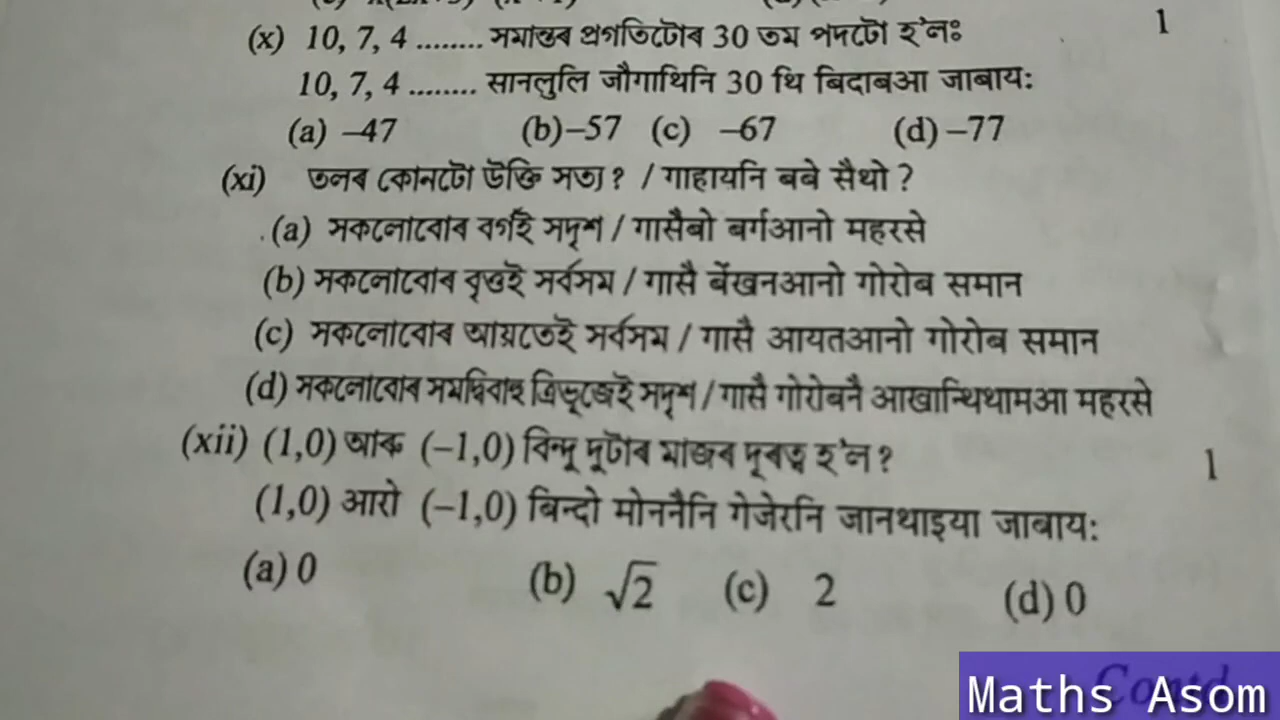 (x) 10, 7, 4 ........ সমান্তৰ প্ৰগতিটোৰ 30 তম পদটো হ'লঃ 1
10, 7, 4 ........ सानलुलि जौगाथिनि 30 थि बिदाबआ जाबाय:
(a) –47 (b)–57 (c) –67 (d)–77
(xi) তলৰ কোনটো উক্তি সত্য? / गाहायनि बबे सैथो ?
(a) সকলোবোৰ বৰ্গই সদৃশ / गासैबो बर्गआनो महरसे
(b) সকলোবোৰ বৃত্তই সৰ্বসম / गासै बेंखनआनो गोरोब समान
(c) সকলোবোৰ আয়তেই সৰ্বসম / गासै आयतआनो गोरोब समान
(d) সকলোবোৰ সমদ্বিবাহু ত্ৰিভূজেই সদৃশ / गासै गोरोबनै आखान्थिथामआ महरसे
(xii) (1,0) আৰু (–1,0) বিন্দু দুটাৰ মাজৰ দূৰত্ব হ'ল ? 1
(1,0) आरो (–1,0) बिन्दो मोननैनि गेजेरनि जानथाइया जाबाय:
(a) 0 (b) √2 (c) 2 (d) 0
Contd
Maths Asom